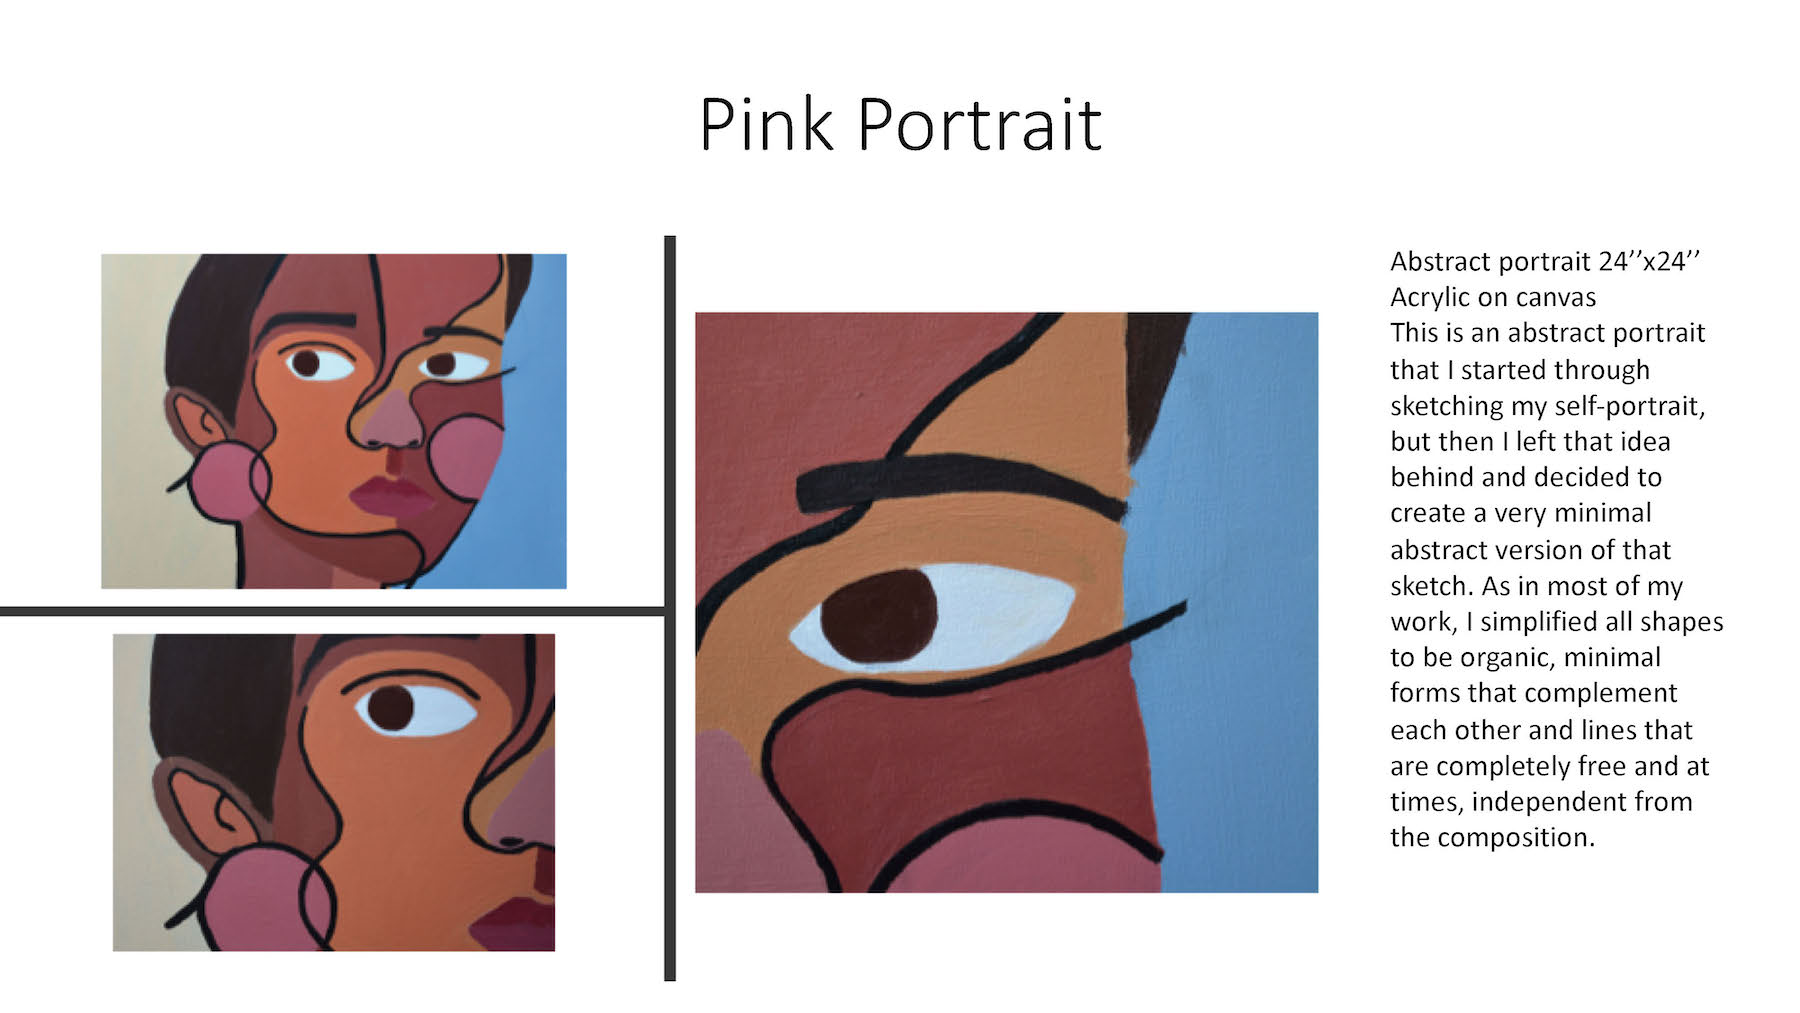 Pink Portrait
Abstract portrait 24’’x24’’
Acrylic on canvas
This is an abstract portrait
that I started through
sketching my self-portrait,
but then I left that idea
behind and decided to
create a very minimal
abstract version of that
sketch. As in most of my
work, I simplified all shapes
to be organic, minimal
forms that complement
each other and lines that
are completely free and at
times, independent from
the composition.